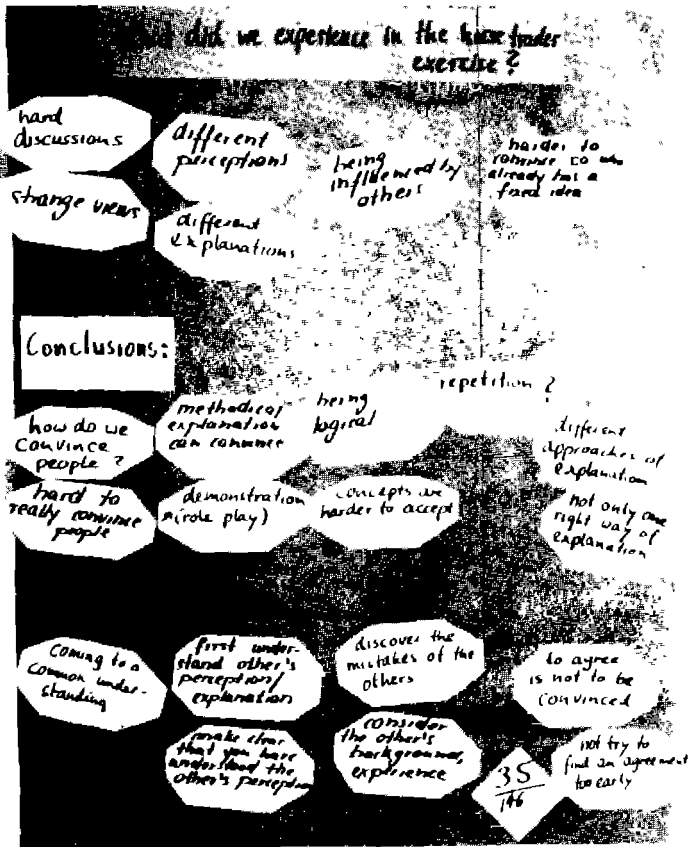 did we experience in the horse trader
exercise?
hard
discussions
different
perceptions
being
influenced by
others
harder to
convince so who
already has a
fixed idea
strange views
different
explanations
Conclusions:
how do we
convince
people?
methodical
explanation
can convince
being
logical
repetition?
different
approaches of
explanation
hard to
really convince
people
demonstration
(role play)
concepts are
harder to accept
not only one
right way of
explanation
Coming to a
common under-
standing
first under-
stand other's
perception/
explanation
discover the
mistakes of the
others
to agree
is not to be
convinced
make clear
that you have
understand the
other's perception
consider
the other's
background,
experience
35
146
not try to
find an agreement
too early